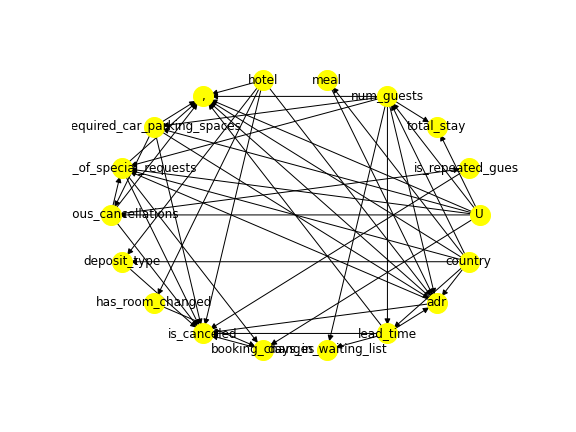 hotel
meal
,
num_guests
equired_car_parking_spaces
total_stay
_of_special_requests
is_repeated_gues
ous_cancellations
U
deposit_type
country
has_room_changed
adr
is_canceled
lead_time
booking_changes
days_in_waiting_list